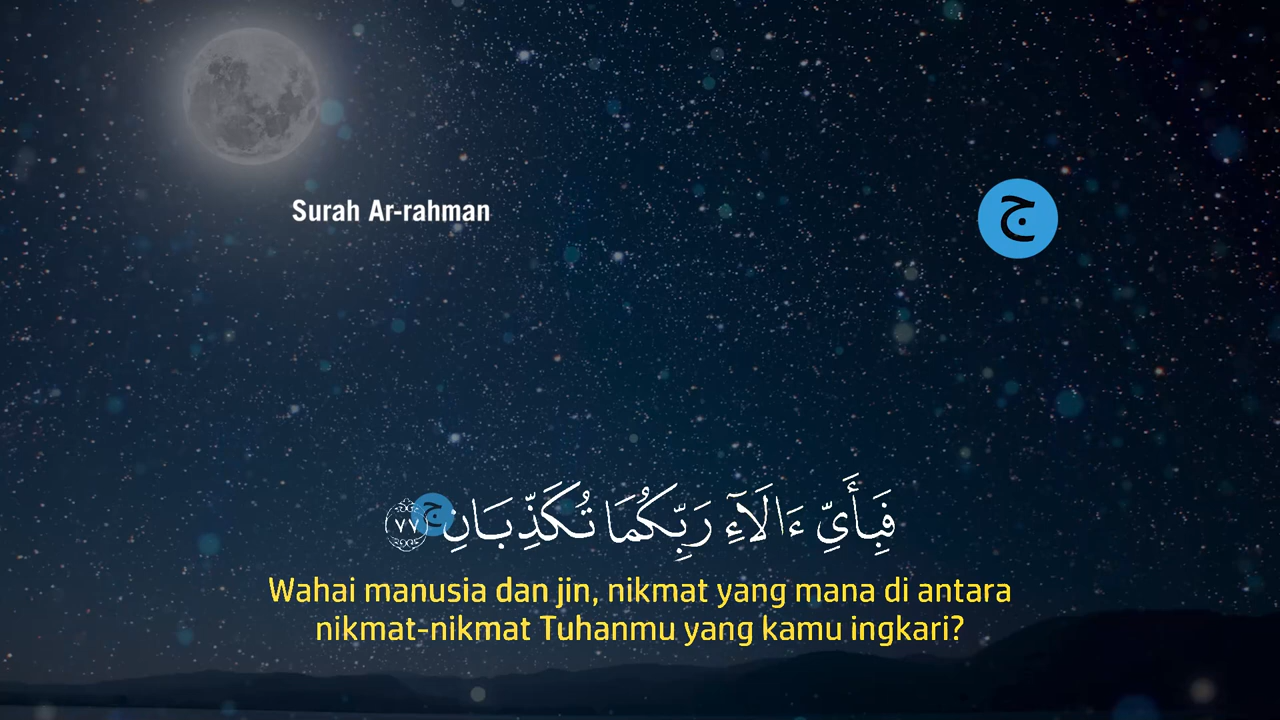 Surah Ar-rahman
ج
فَبِأَيِّ ءَالَآءِ رَبِّكُمَا تُكَذِّبَانِ ج ٧٧
Wahai manusia dan jin, nikmat yang mana di antara
nikmat-nikmat Tuhanmu yang kamu ingkari?